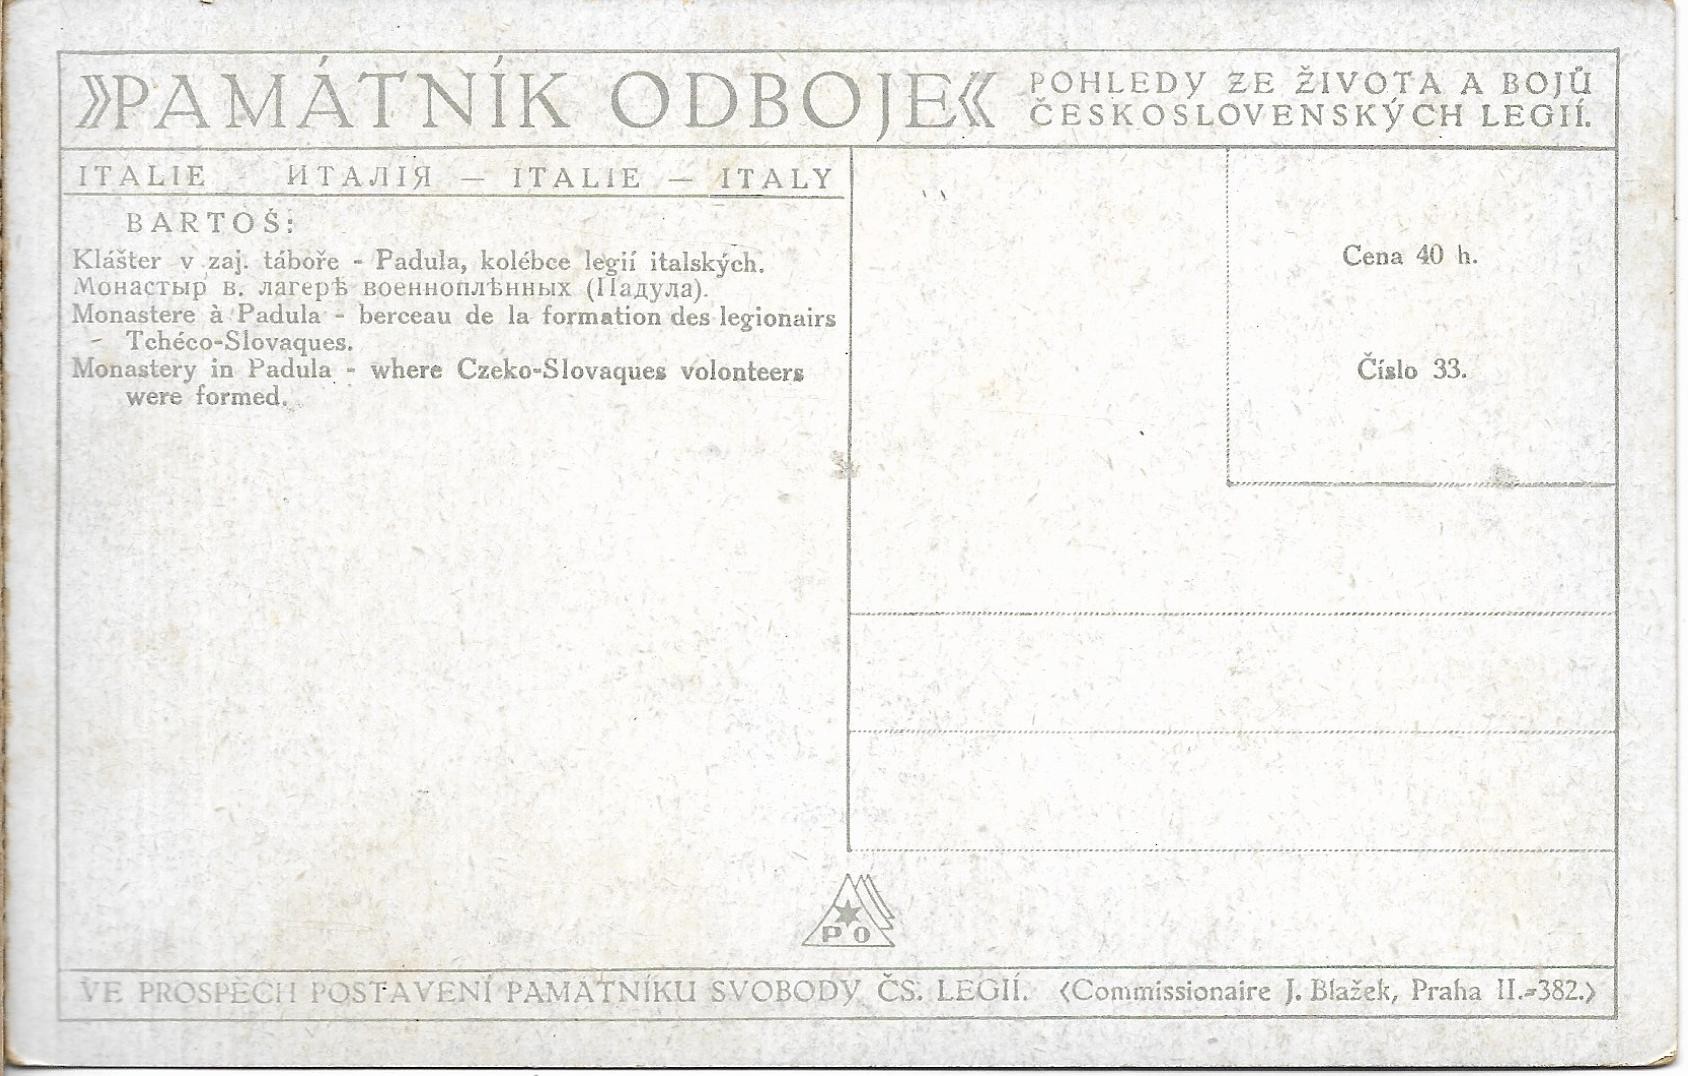 »PAMÁTNÍK ODBOJE«
POHLEDY ZE ŽIVOTA A BOJŮ
ČESKOSLOVENSKÝCH LEGIÍ.
ITALIE ИТАЛІЯ — ITALIE — ITALY
BARTOŠ:
Klášter v zaj. táboře - Padula, kolébce legií italských.
Монастыр в. лагерѣ военноплѣнных (Падула).
Monastere à Padula - berceau de la formation des legionairs
- Tchéco-Slovaques.
Monastery in Padula - where Czeko-Slovaques volonteers
were formed.
Cena 40 h.
Číslo 33.
PO
VE PROSPĚCH POSTAVENÍ PAMÁTNÍKU SVOBODY ČS. LEGIÍ. (Commissionaire J. Blažek, Praha II.-382.)